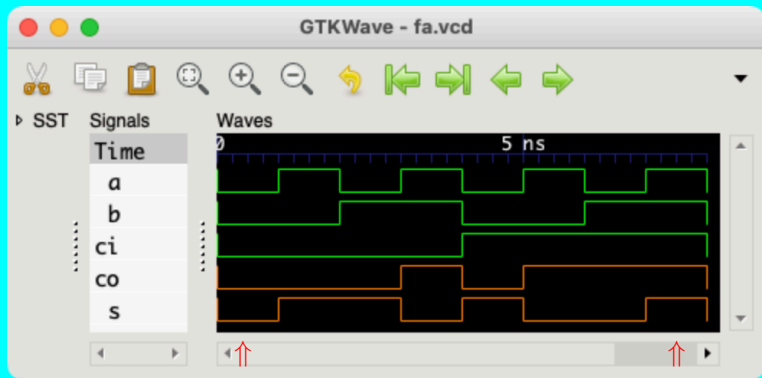 GTKWave - fa.vcd
SST
Signals
Waves
Time
0
5 ns
a
b
ci
co
s